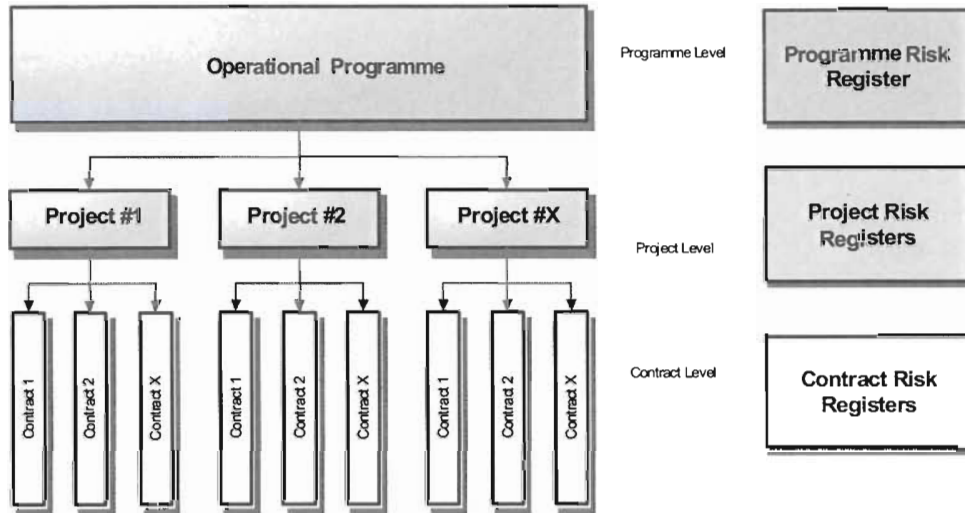 Operational Programme
Programme Level
Programme Risk
Register
Project #1
Project #2
Project #X
Project Level
Project Risk
Registers
Contract 1
Contract 2
Contract X
Contract 1
Contract 2
Contract X
Contract 1
Contract 2
Contract X
Contract Level
Contract Risk
Registers